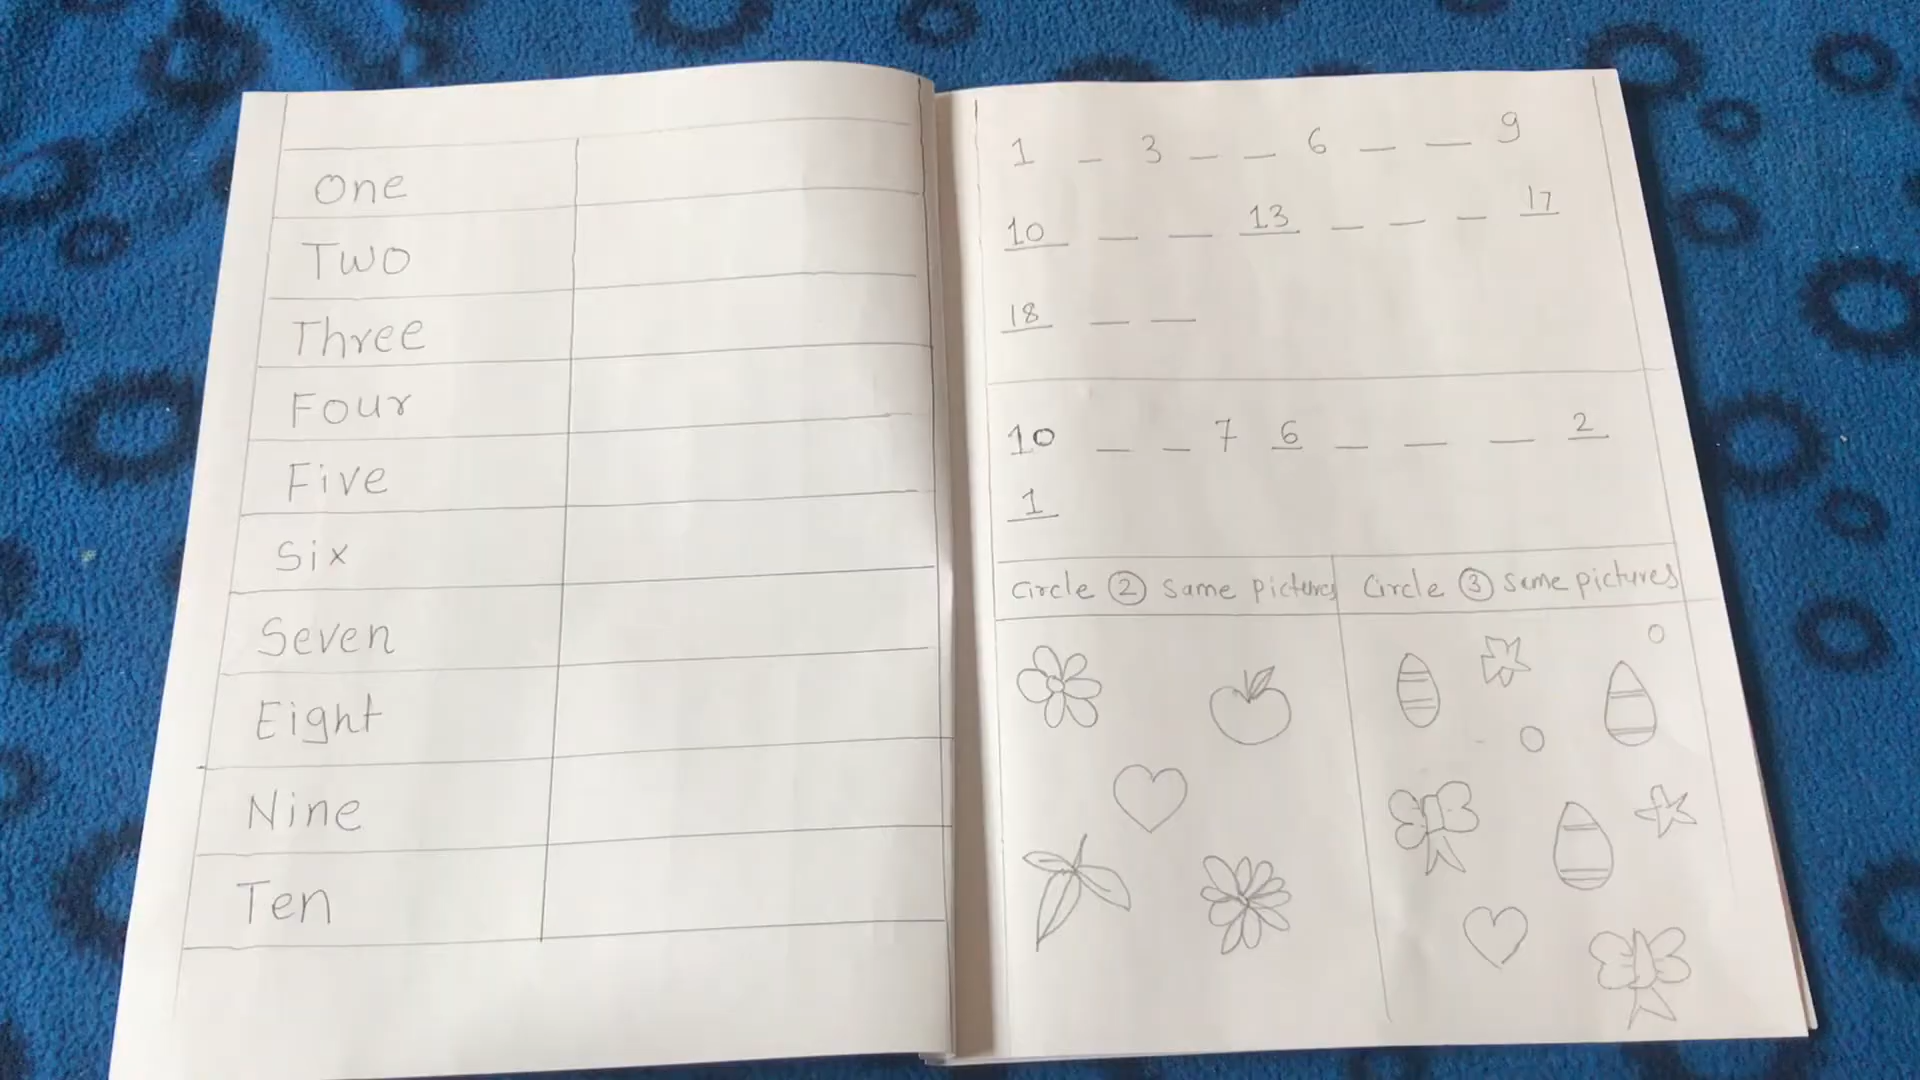 One
Two
Three
Four
Five
Six
Seven
Eight
Nine
Ten
1 _ 3 _ _ 6 _ _ 9
10 _ _ 13 _ _ _ 17
18 _ _
10 _ _ 7 6 _ _ _ 2
1
Circle 2 Same pictures
Circle 3 Same pictures